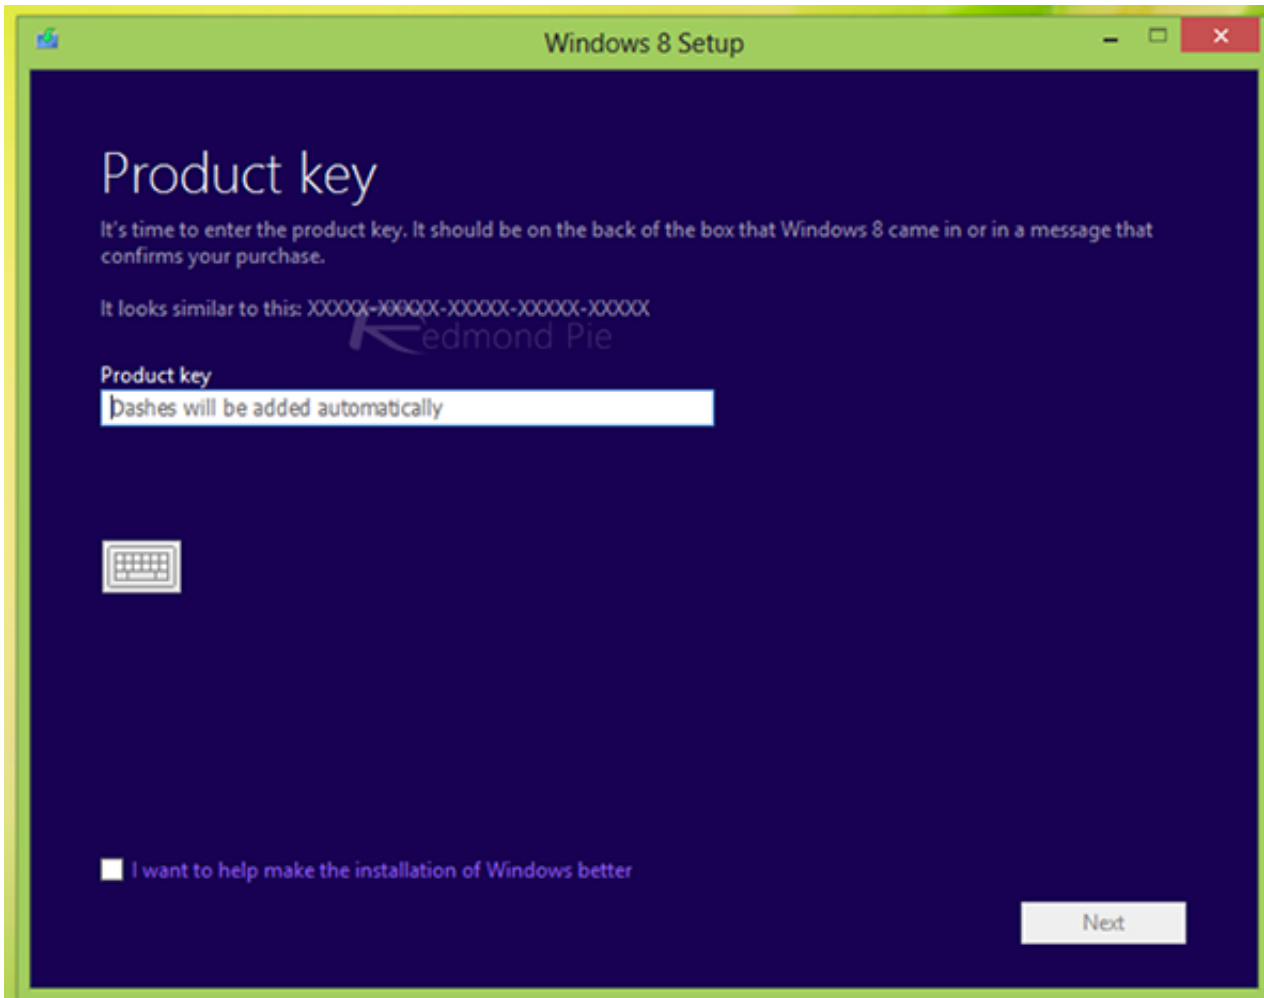 Windows 8 Setup
Product key
It's time to enter the product key. It should be on the back of the box that Windows 8 came in or in a message that
confirms your purchase.
It looks similar to this: XXXXX-XXXXX-XXXXX-XXXXX-XXXXX
Redmond Pie
Product key
Dashes will be added automatically
I want to help make the installation of Windows better
Next